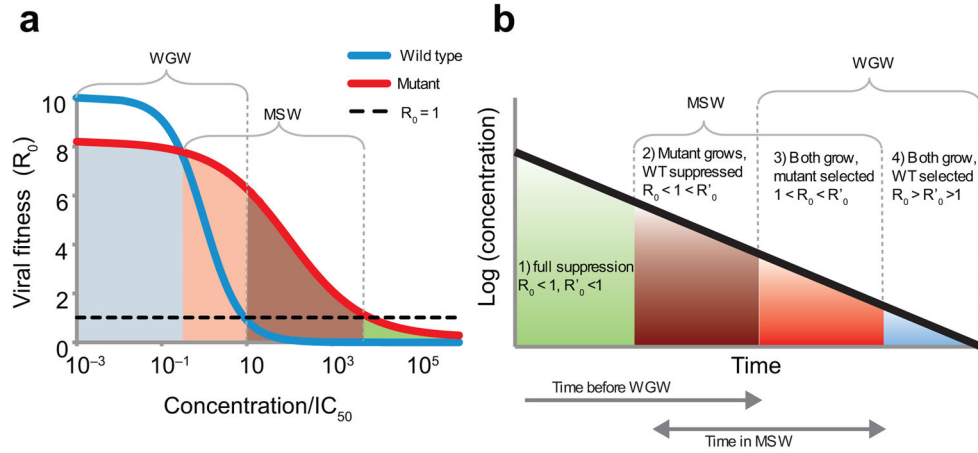 a
WGW
Wild type
Mutant
R₀ = 1
MSW
10
8
6
4
2
0
Viral fitness (R₀)
10⁻³
10⁻¹
10
10³
10⁵
Concentration/IC₅₀
b
WGW
MSW
2) Mutant grows,
WT suppressed
R₀ < 1 < R'₀
3) Both grow,
mutant selected
1 < R₀ < R'₀
4) Both grow,
WT selected
R₀ > R'₀ >1
1) full suppression
R₀ < 1, R'₀ <1
Log (concentration)
Time
Time before WGW
Time in MSW